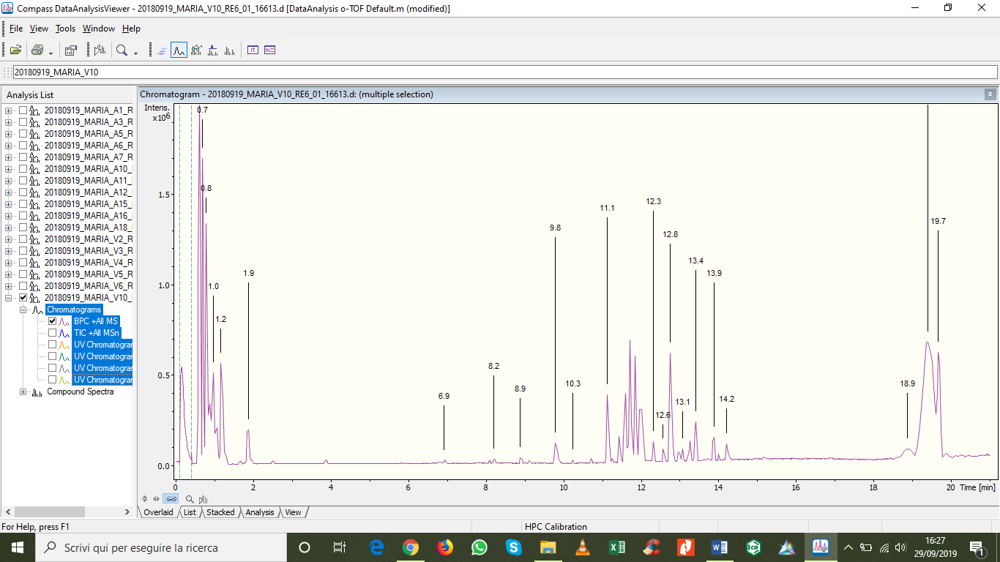 Compass DataAnalysisViewer - 20180919_MARIA_V10_RE6_01_16613.d [DataAnalysis o-TOF Default.m (modified)]
File View Tools Window Help
rt m/z
20180919_MARIA_V10
Analysis List
20180919_MARIA_A1_R
20180919_MARIA_A3_R
20180919_MARIA_A5_R
20180919_MARIA_A6_R
20180919_MARIA_A7_R
20180919_MARIA_A10_
20180919_MARIA_A11_
20180919_MARIA_A12_
20180919_MARIA_A15_
20180919_MARIA_A16_
20180919_MARIA_A18_
20180919_MARIA_V2_R
20180919_MARIA_V3_R
20180919_MARIA_V4_R
20180919_MARIA_V5_R
20180919_MARIA_V6_R
20180919_MARIA_V10_
Chromatograms
BPC +All MS
TIC +All MSn
UV Chromatogran
UV Chromatogran
UV Chromatogran
UV Chromatogran
Compound Spectra
Chromatogram - 20180919_MARIA_V10_RE6_01_16613.d: (multiple selection)
Intens.
x10⁶
0.7
0.8
1.5
12.3
11.1
19.7
9.8
12.8
13.4
1.9
13.9
1.0
1.0
1.2
8.2
0.5
10.3
18.9
8.9
6.9
14.2
13.1
12.6
0.0
0 2 4 6 8 10 12 14 16 18 20 Time [min]
Overlaid List Stacked Analysis View
For Help, press F1
HPC Calibration
Scrivi qui per eseguire la ricerca
16:27
29/09/2019
1